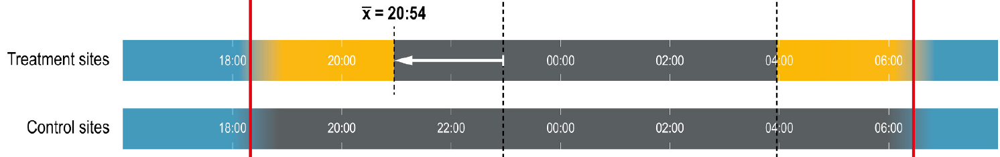 x̅ = 20:54
Treatment sites 18:00 20:00 00:00 02:00 04:00 06:00
Control sites 18:00 20:00 22:00 00:00 02:00 04:00 06:00